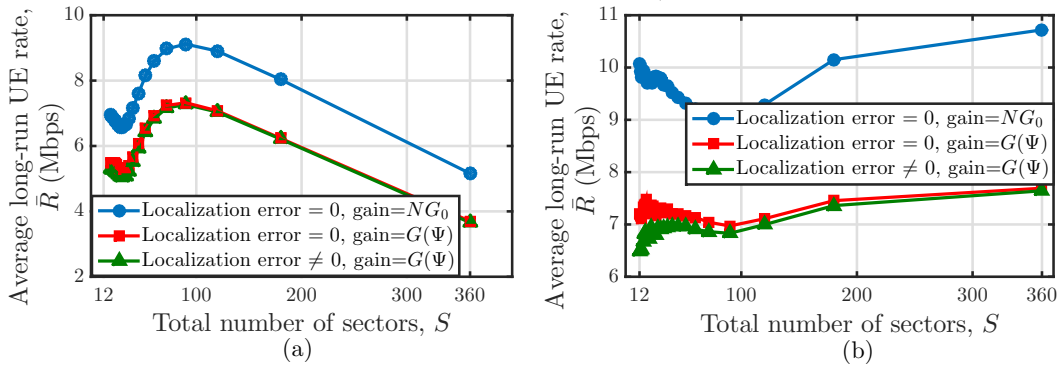 Average long-run UE rate,
R̄ (Mbps)
10
8
6
4
2
Localization error = 0, gain=NG₀
Localization error = 0, gain=G(Ψ)
Localization error ≠ 0, gain=G(Ψ)
12 100 200 300 360
Total number of sectors, S
(a)
Average long-run UE rate,
R̄ (Mbps)
11
10
9
8
7
6
Localization error = 0, gain=NG₀
Localization error = 0, gain=G(Ψ)
Localization error ≠ 0, gain=G(Ψ)
12 100 200 300 360
Total number of sectors, S
(b)